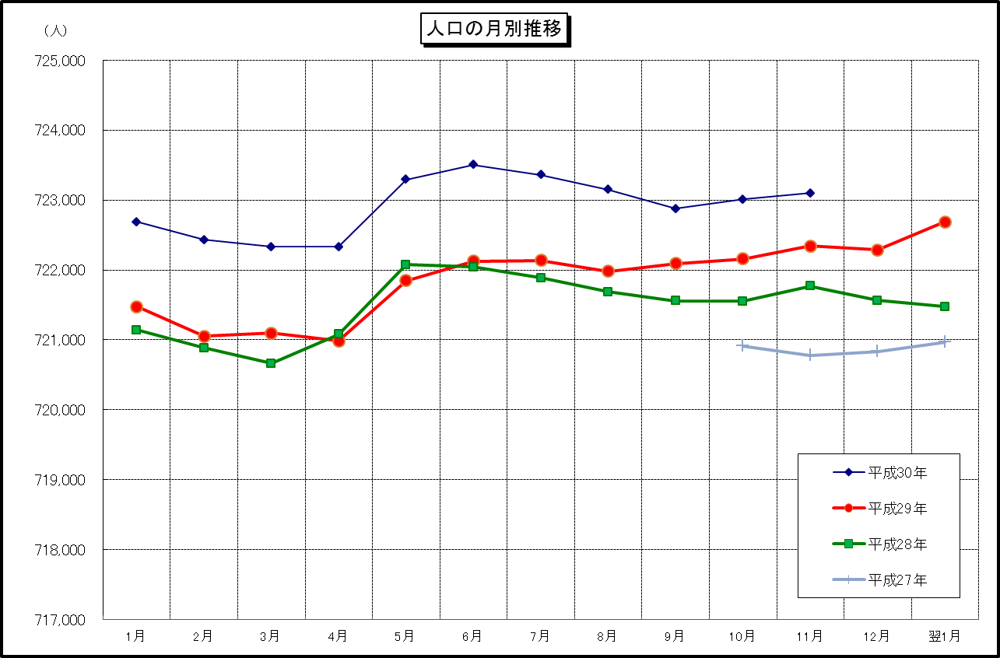 人口の月別推移
(人)
725,000
724,000
723,000
722,000
721,000
720,000
719,000
718,000
717,000
1月 2月 3月 4月 5月 6月 7月 8月 9月 10月 11月 12月 翌1月
平成30年
平成29年
平成28年
平成27年